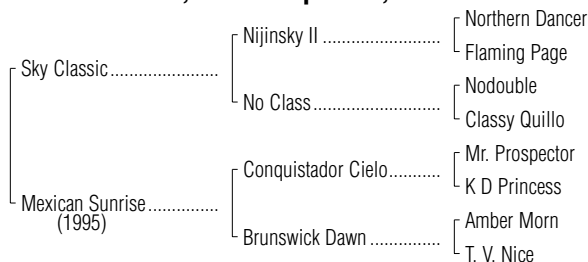 Northern Dancer
Nijinsky II ........................
Flaming Page
Sky Classic ......................
Nodouble
No Class .........................
Classy Quillo
Mr. Prospector
Conquistador Cielo ..........
K D Princess
Mexican Sunrise ..............
(1995)
Amber Morn
Brunswick Dawn ..............
T. V. Nice